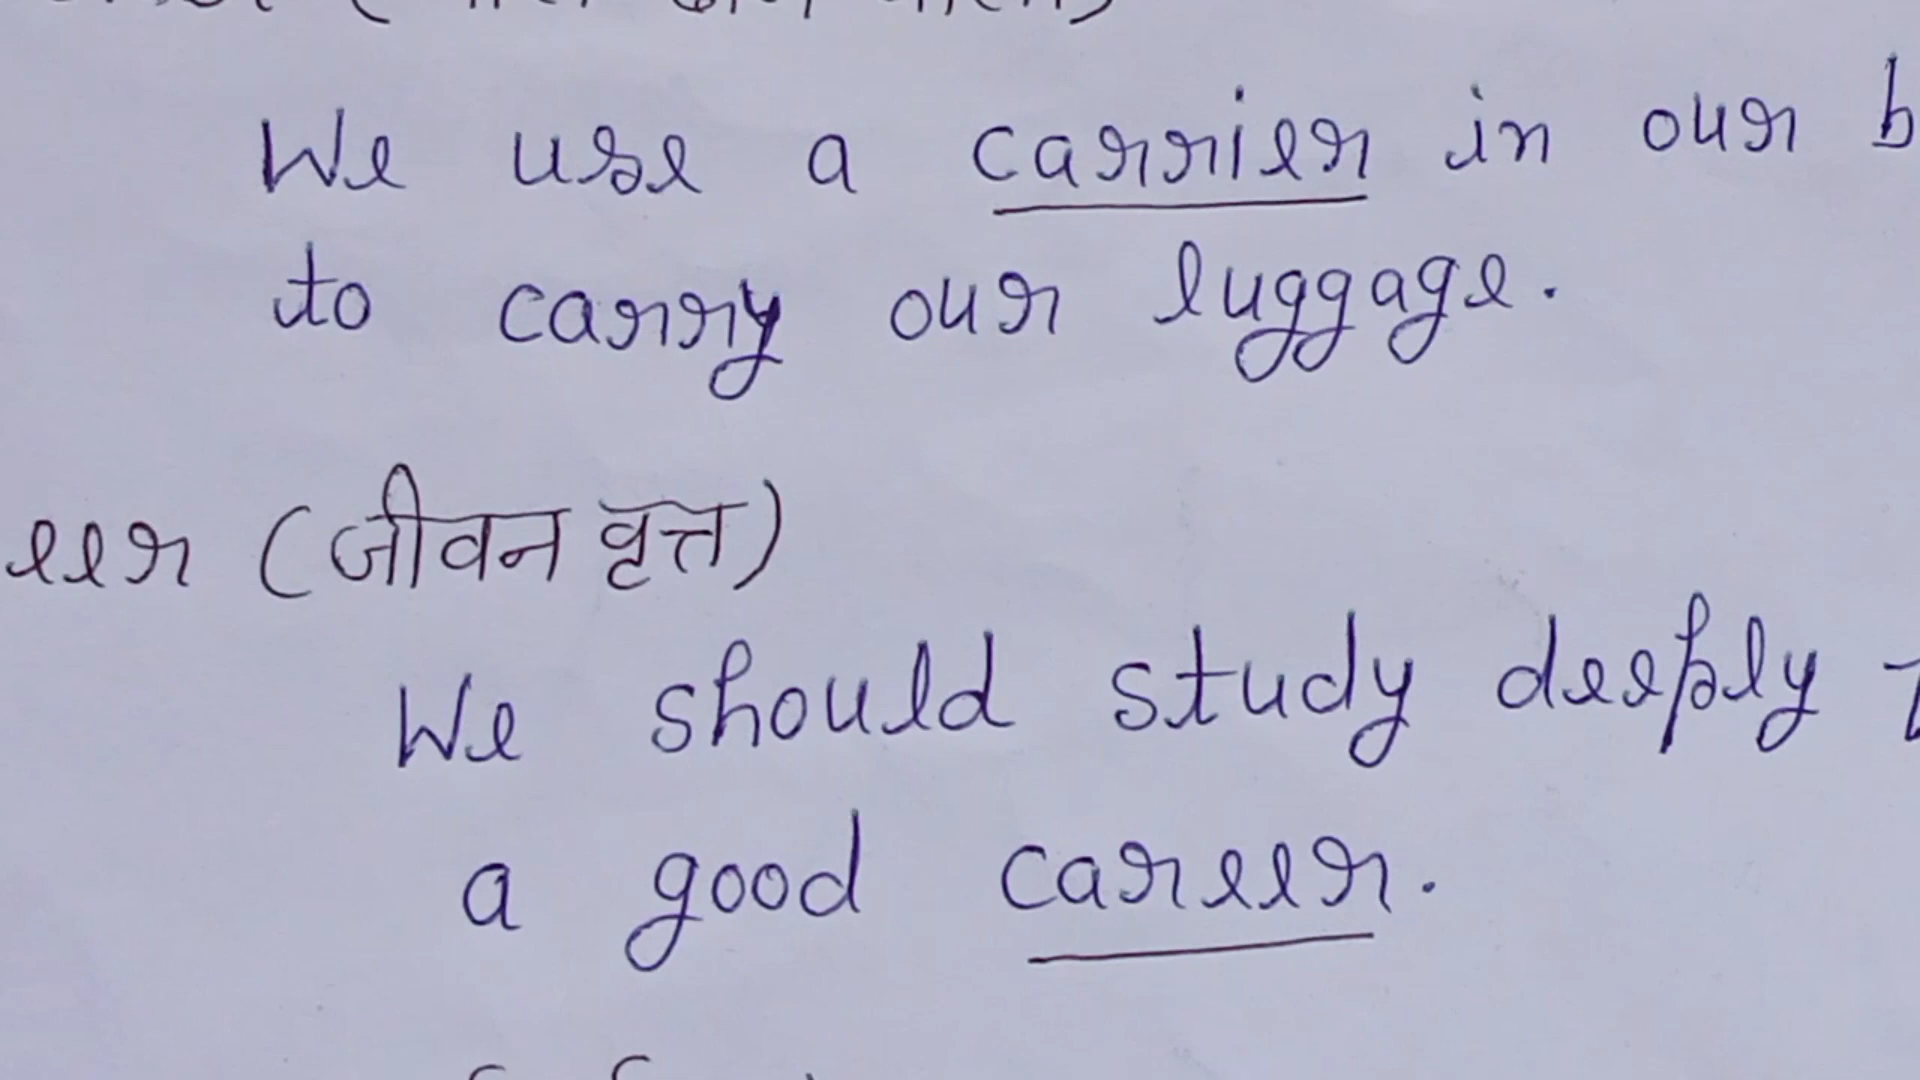 We use a carrier in our
to carry our luggage.
eer (जीवन वृत्त)
We should study deeply
a good career.